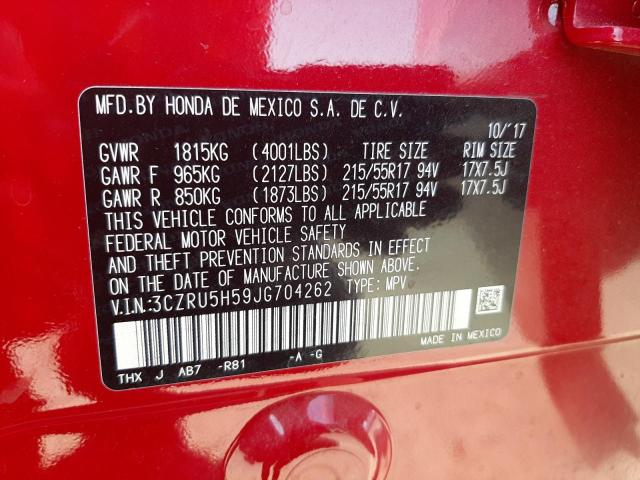 MFD.BY HONDA DE MEXICO S.A. DE C.V.
10/'17
GVWR 1815KG (4001LBS) TIRE SIZE RIM SIZE
GAWR F 965KG (2127LBS) 215/55R17 94V 17X7.5J
GAWR R 850KG (1873LBS) 215/55R17 94V 17X7.5J
THIS VEHICLE CONFORMS TO ALL APPLICABLE
FEDERAL MOTOR VEHICLE SAFETY
AND THEFT PREVENTION STANDARDS IN EFFECT
ON THE DATE OF MANUFACTURE SHOWN ABOVE.
V.I.N.:3CZRU5H59JG704262 TYPE: MPV
MADE IN MEXICO
THX J AB7 -R81 -A -G